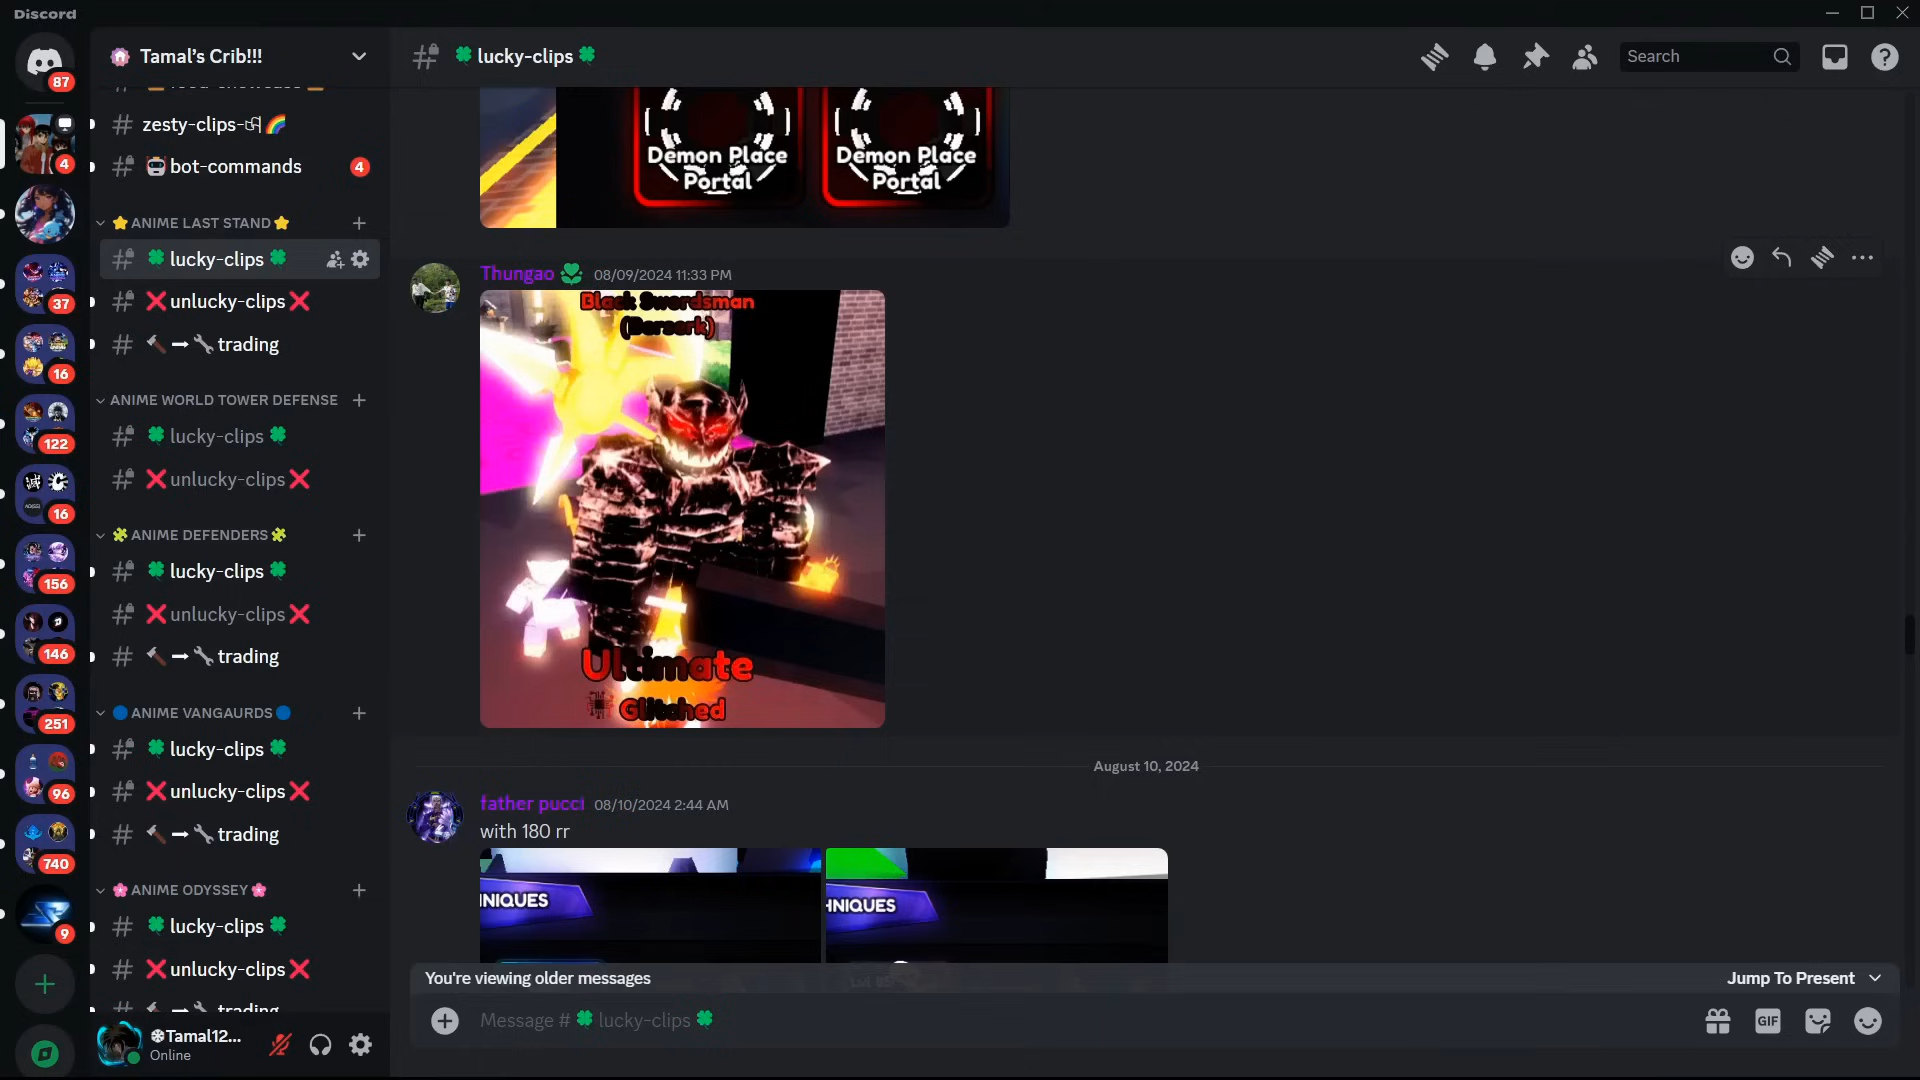 Discord
87
4
37
16
122
16
156
146
251
96
740
9
Tamal's Crib!!!
zesty-clips-
bot-commands
4
ANIME LAST STAND
lucky-clips
unlucky-clips
trading
ANIME WORLD TOWER DEFENSE
lucky-clips
unlucky-clips
ANIME DEFENDERS
lucky-clips
unlucky-clips
trading
ANIME VANGAURDS
lucky-clips
unlucky-clips
trading
ANIME ODYSSEY
lucky-clips
unlucky-clips
trading
❄Tamal12...
Online
# lucky-clips
Search
Demon Place
Portal
Demon Place
Portal
Thungao 08/09/2024 11:33 PM
Black Swordsman
(Berserk)
Ultimate
Glitched
August 10, 2024
father pucci 08/10/2024 2:44 AM
with 180 rr
NIQUES
HNIQUES
You're viewing older messages
Jump To Present
Message # lucky-clips
GIF